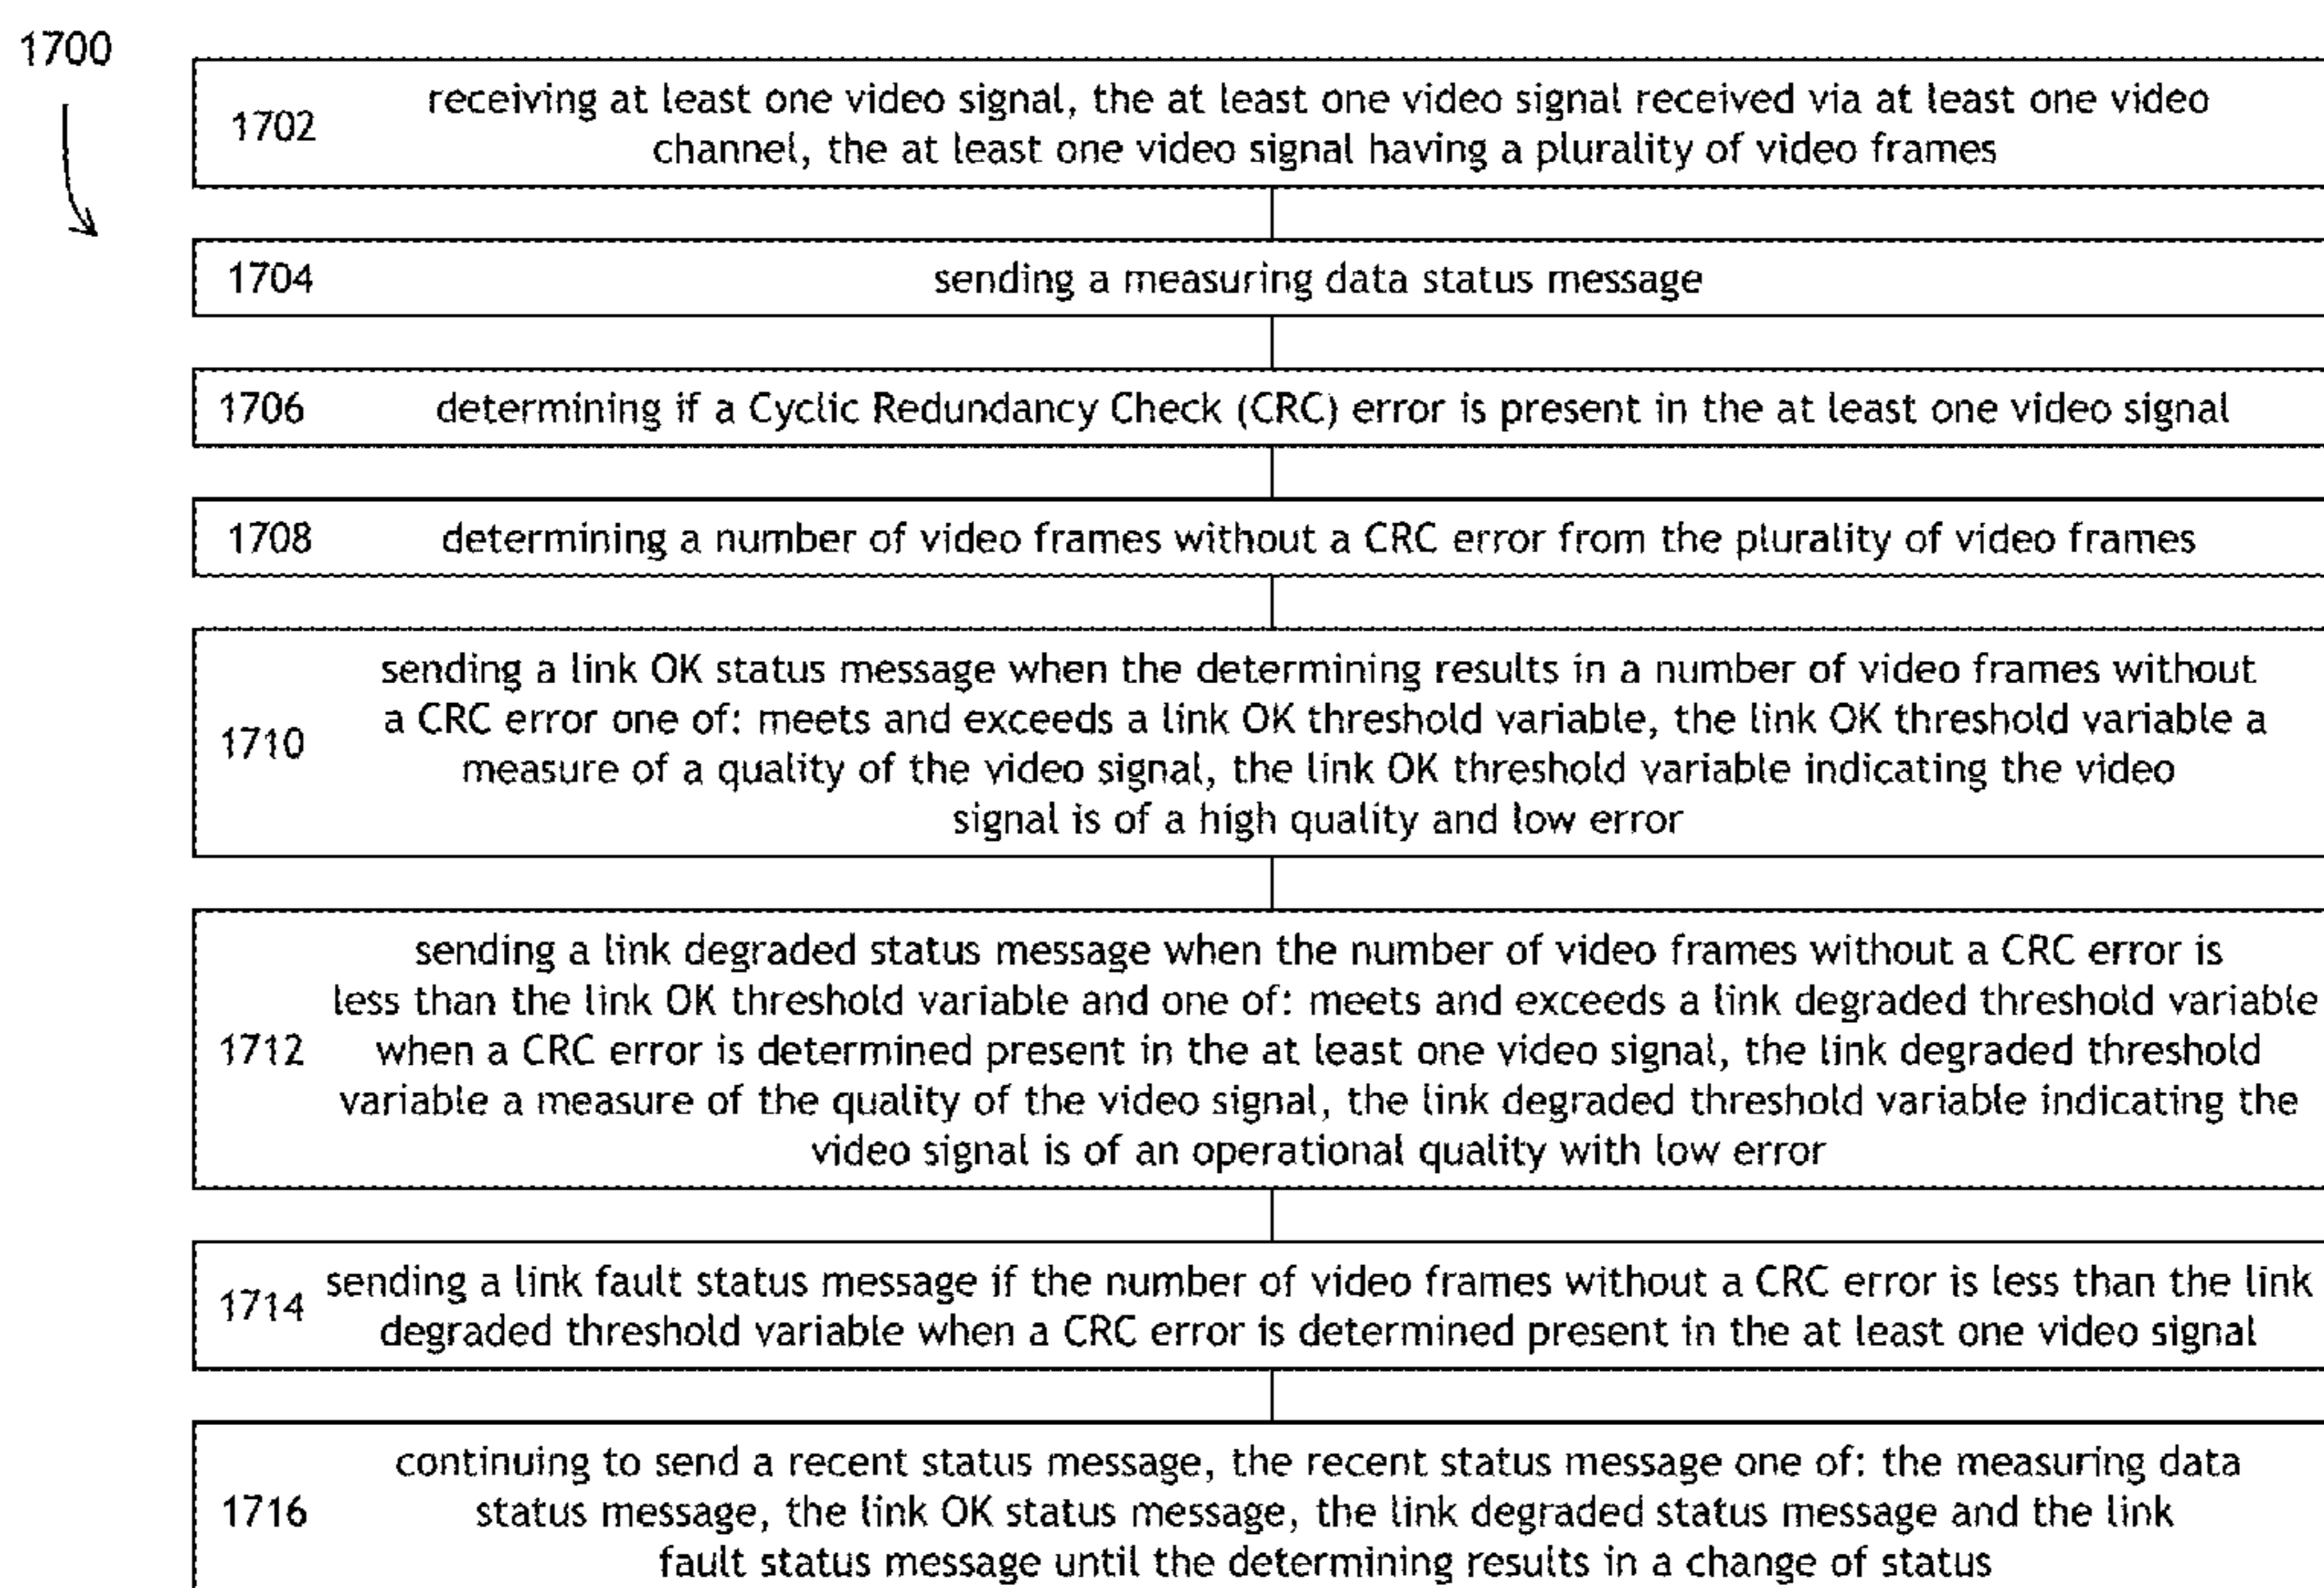 1700
1702 receiving at least one video signal, the at least one video signal received via at least one video
channel, the at least one video signal having a plurality of video frames
1704 sending a measuring data status message
1706 determining if a Cyclic Redundancy Check (CRC) error is present in the at least one video signal
1708 determining a number of video frames without a CRC error from the plurality of video frames
sending a link OK status message when the determining results in a number of video frames without
a CRC error one of: meets and exceeds a link OK threshold variable, the link OK threshold variable a
1710
measure of a quality of the video signal, the link OK threshold variable indicating the video
signal is of a high quality and low error
sending a link degraded status message when the number of video frames without a CRC error is
less than the link OK threshold variable and one of: meets and exceeds a link degraded threshold variable
1712 when a CRC error is determined present in the at least one video signal, the link degraded threshold
variable a measure of the quality of the video signal, the link degraded threshold variable indicating the
video signal is of an operational quality with low error
1714 sending a link fault status message if the number of video frames without a CRC error is less than the link
degraded threshold variable when a CRC error is determined present in the at least one video signal
continuing to send a recent status message, the recent status message one of: the measuring data
1716 status message, the link OK status message, the link degraded status message and the link
fault status message until the determining results in a change of status